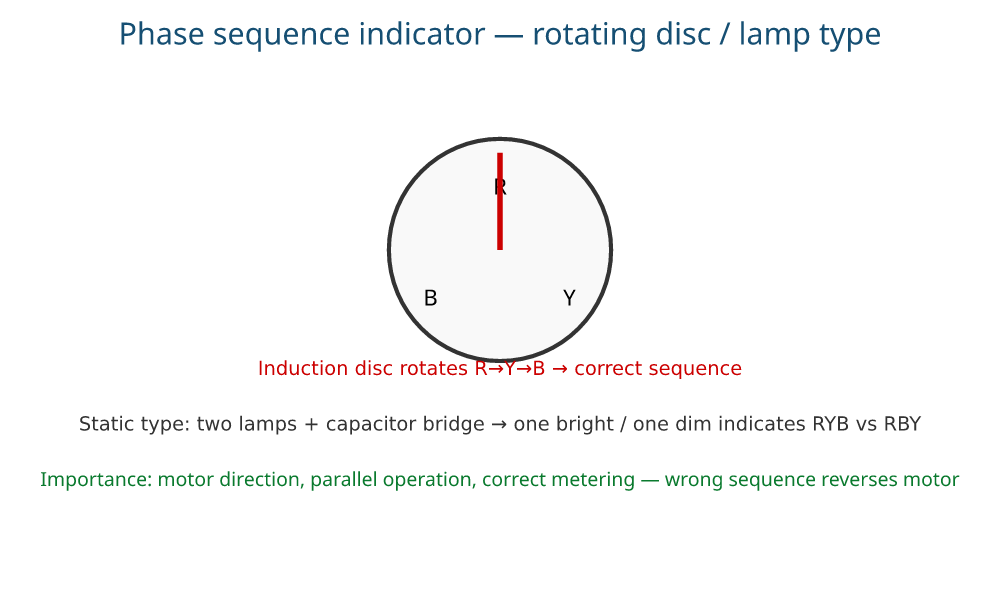 Phase sequence indicator — rotating disc / lamp type
R
B Y
Induction disc rotates R→Y→B → correct sequence
Static type: two lamps + capacitor bridge → one bright / one dim indicates RYB vs RBY
Importance: motor direction, parallel operation, correct metering — wrong sequence reverses motor